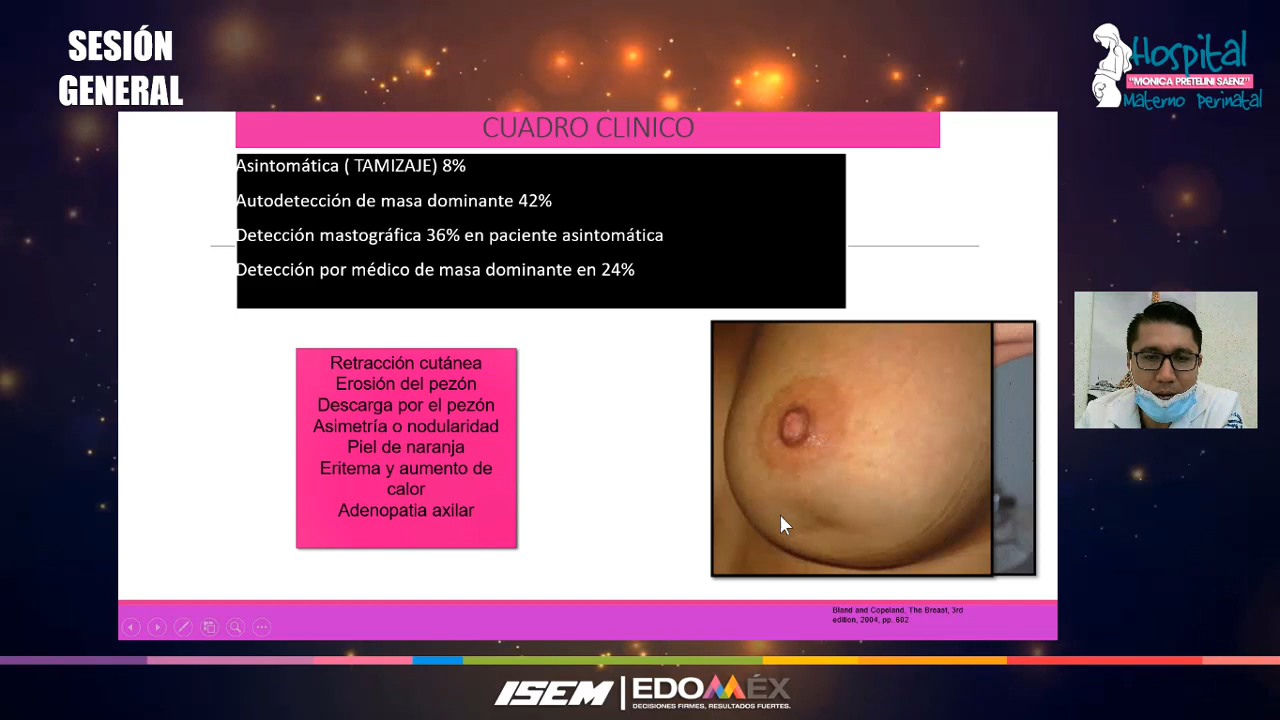 SESIÓN
GENERAL
Hospital
"MONICA PRETELINI SAENZ"
Materno Perinatal
CUADRO CLINICO
Asintomática ( TAMIZAJE) 8%
Autodetección de masa dominante 42%
Detección mastográfica 36% en paciente asintomática
Detección por médico de masa dominante en 24%
Retracción cutánea
Erosión del pezón
Descarga por el pezón
Asimetría o nodularidad
Piel de naranja
Eritema y aumento de
calor
Adenopatia axilar
Bland and Copeland, The Breast, 3rd
edition, 2004, pp. 602
ISEM
EDOMÉX
DECISIONES FIRMES, RESULTADOS FUERTES.